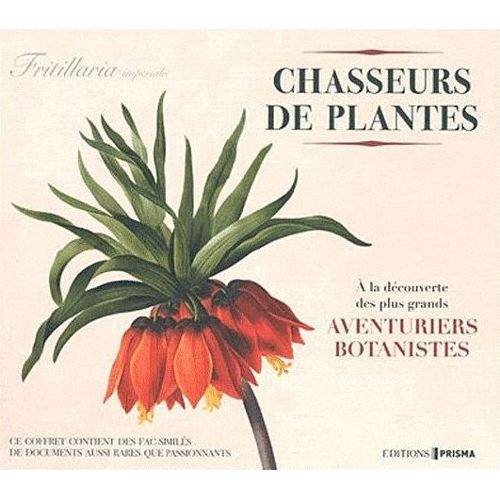 Fritillaria imperialis
CHASSEURS
DE PLANTES
À la découverte
des plus grands
AVENTURIERS
BOTANISTES
CE COFFRET CONTIENT DES FAC-SIMILÉS
DE DOCUMENTS AUSSI RARES QUE PASSIONNANTS
EDITIONS PRISMA